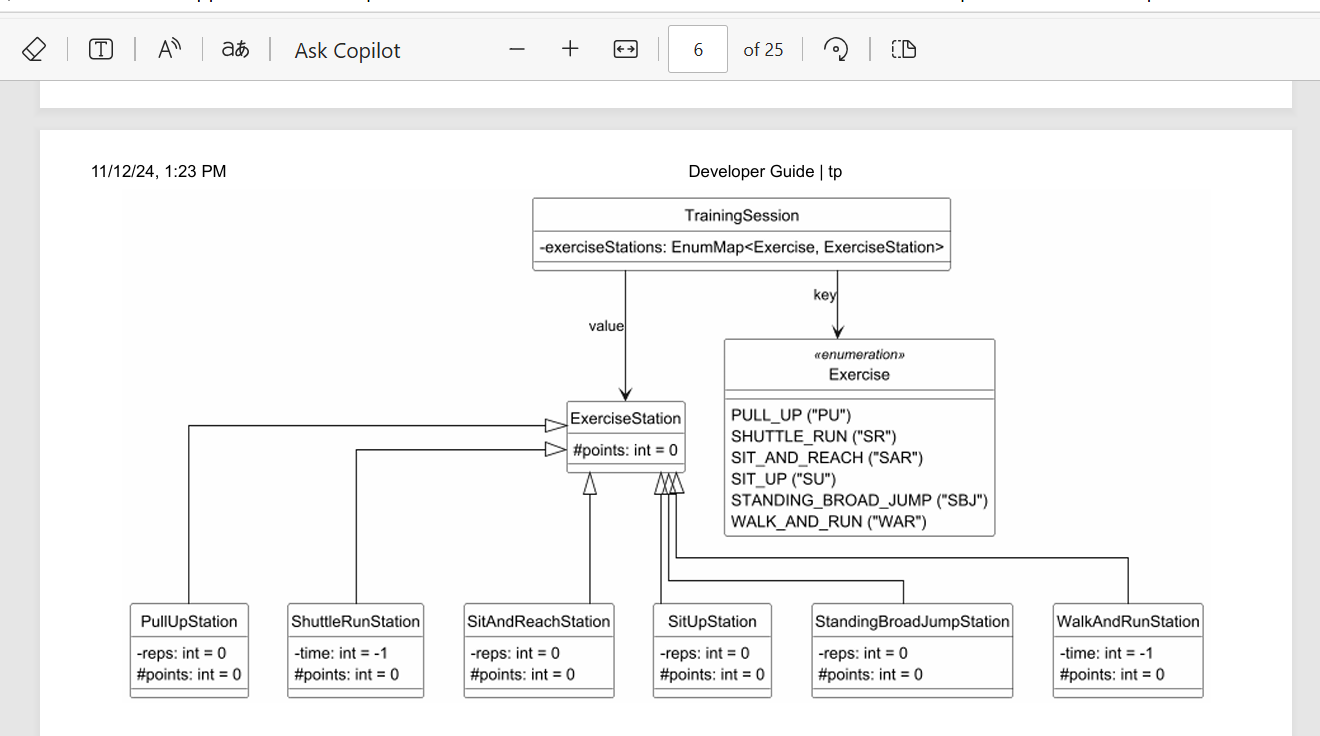 Ask Copilot
6 of 25
11/12/24, 1:23 PM
Developer Guide | tp
TrainingSession
-exerciseStations: EnumMap<Exercise, ExerciseStation>
key
value
«enumeration»
Exercise
PULL_UP ("PU")
SHUTTLE_RUN ("SR")
SIT_AND_REACH ("SAR")
SIT_UP ("SU")
STANDING_BROAD_JUMP ("SBJ")
WALK_AND_RUN ("WAR")
ExerciseStation
#points: int = 0
PullUpStation
-reps: int = 0
#points: int = 0
ShuttleRunStation
-time: int = -1
#points: int = 0
SitAndReachStation
-reps: int = 0
#points: int = 0
SitUpStation
-reps: int = 0
#points: int = 0
StandingBroadJumpStation
-reps: int = 0
#points: int = 0
WalkAndRunStation
-time: int = -1
#points: int = 0